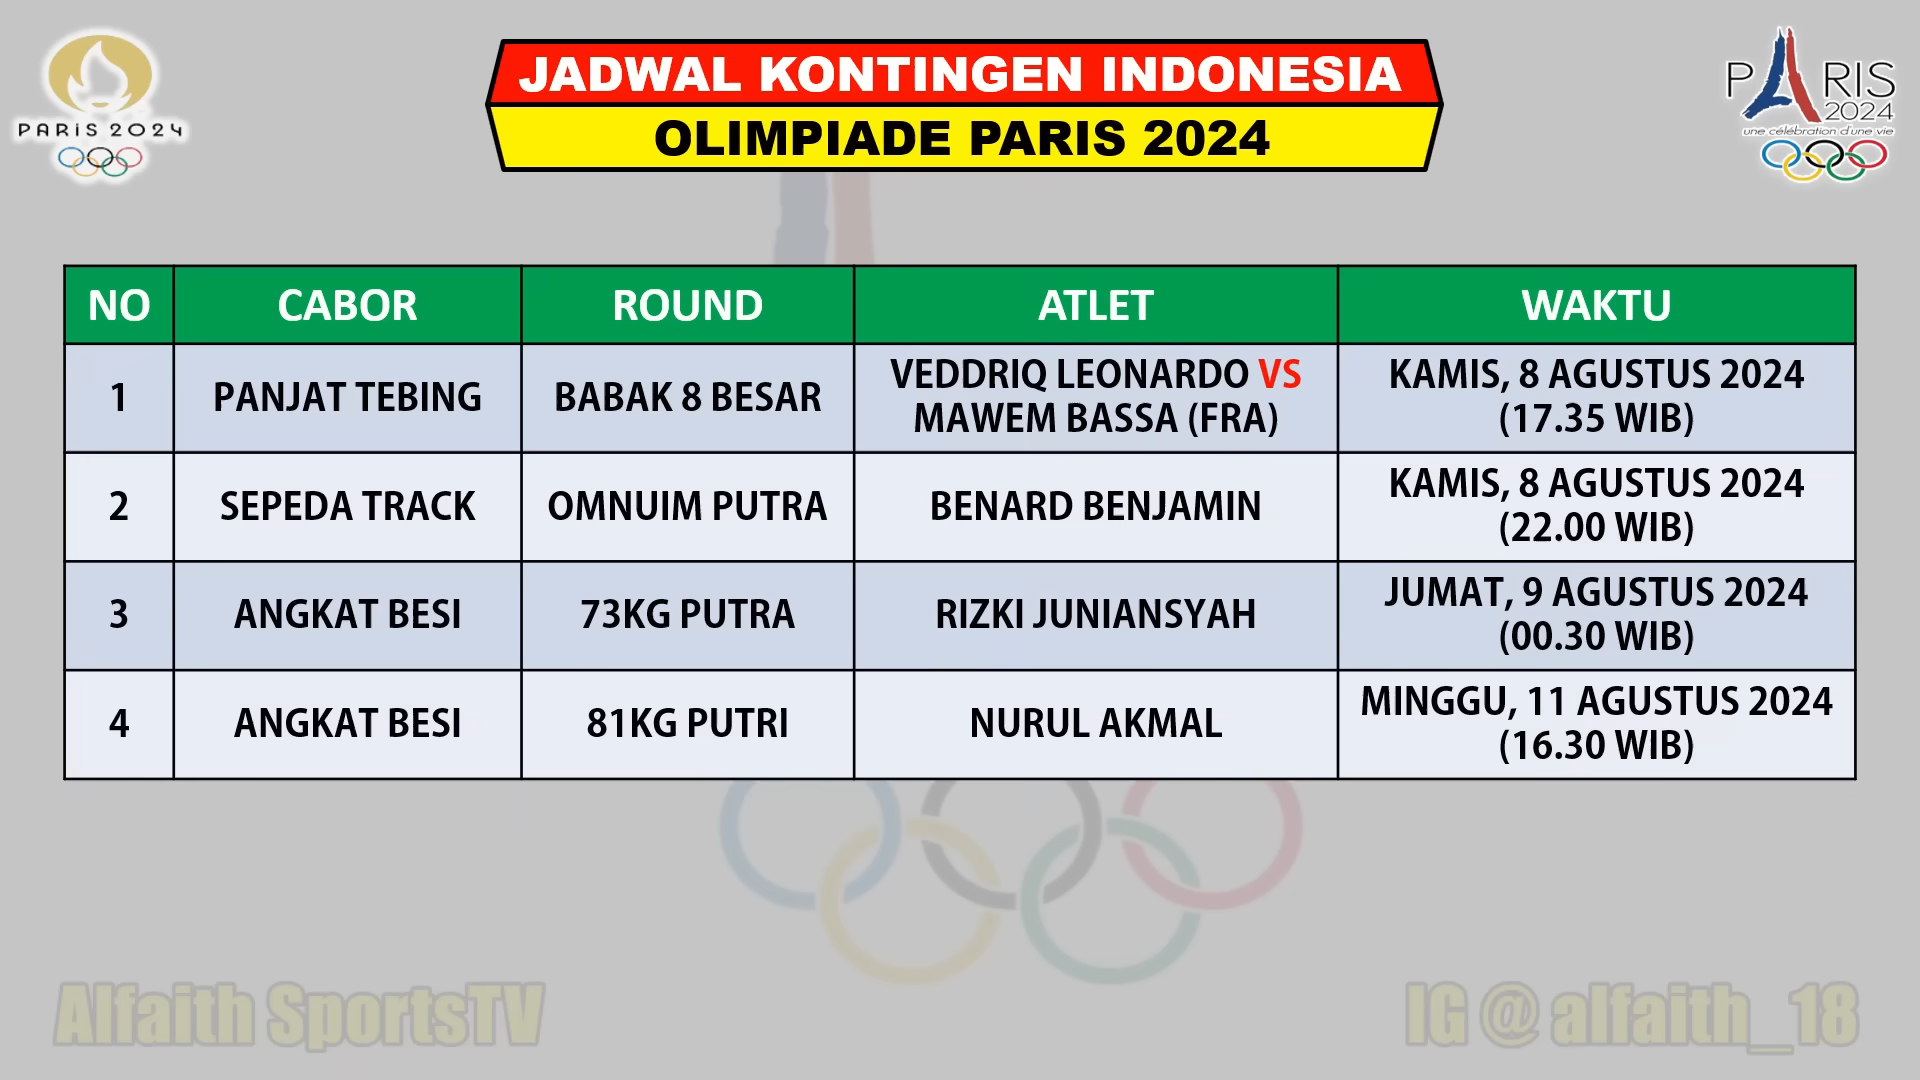 PARIS 2024
JADWAL KONTINGEN INDONESIA
OLIMPIADE PARIS 2024
PARIS
2024
une célébration d'une vie
NO CABOR ROUND ATLET WAKTU
1 PANJAT TEBING BABAK 8 BESAR VEDDRIQ LEONARDO VS
MAWEM BASSA (FRA) KAMIS, 8 AGUSTUS 2024
(17.35 WIB)
2 SEPEDA TRACK OMNUIM PUTRA BENARD BENJAMIN KAMIS, 8 AGUSTUS 2024
(22.00 WIB)
3 ANGKAT BESI 73KG PUTRA RIZKI JUNIANSYAH JUMAT, 9 AGUSTUS 2024
(00.30 WIB)
4 ANGKAT BESI 81KG PUTRI NURUL AKMAL MINGGU, 11 AGUSTUS 2024
(16.30 WIB)
Alfaith SportsTV
IG @ alfaith_18